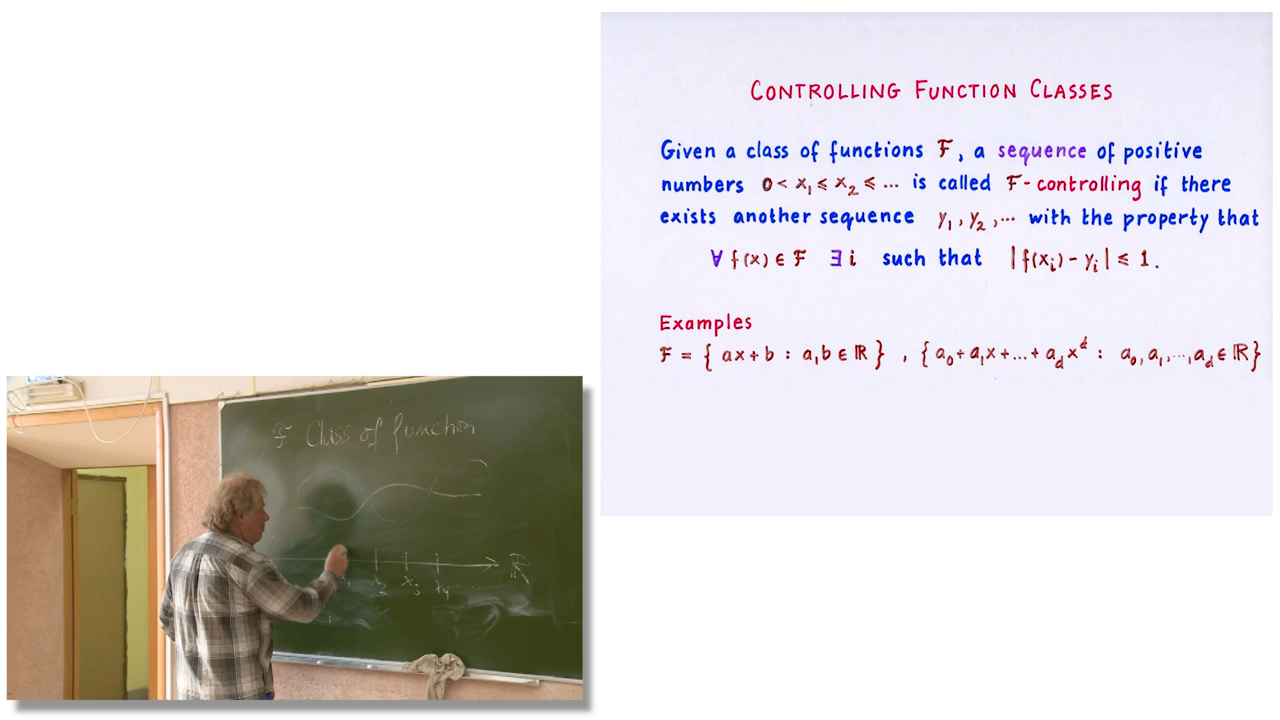 CONTROLLING FUNCTION CLASSES
Given a class of functions F, a sequence of positive
numbers 0 < x₁ ⩽ x₂ ⩽ ... is called F-controlling if there
exists another sequence y₁, y₂, ... with the property that
∀ f(x) ∈ F ∃ i such that |f(xᵢ) - yᵢ| ⩽ 1.
Examples
F = { ax+b : a,b ∈ ℝ } , { a₀+a₁x+...+a_d x^d : a₀,a₁,...,a_d ∈ ℝ }
F Class of function
x₂ x₃ x₄ ... ℝ